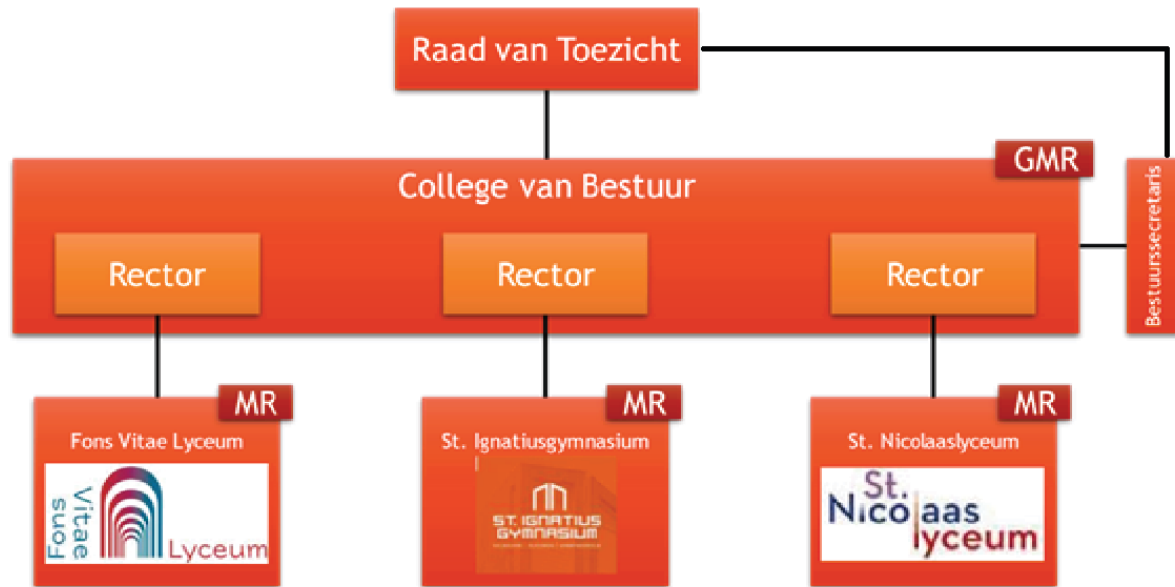 Raad van Toezicht
GMR
College van Bestuur
Bestuurssecretaris
Rector
Rector
Rector
MR
MR
MR
Fons Vitae Lyceum
St. Ignatiusgymnasium
St. Nicolaaslyceum
Fons
Vitae
Lyceum
ST. IGNATIUS
GYMNASIUM
St.
Nicolaas
lyceum